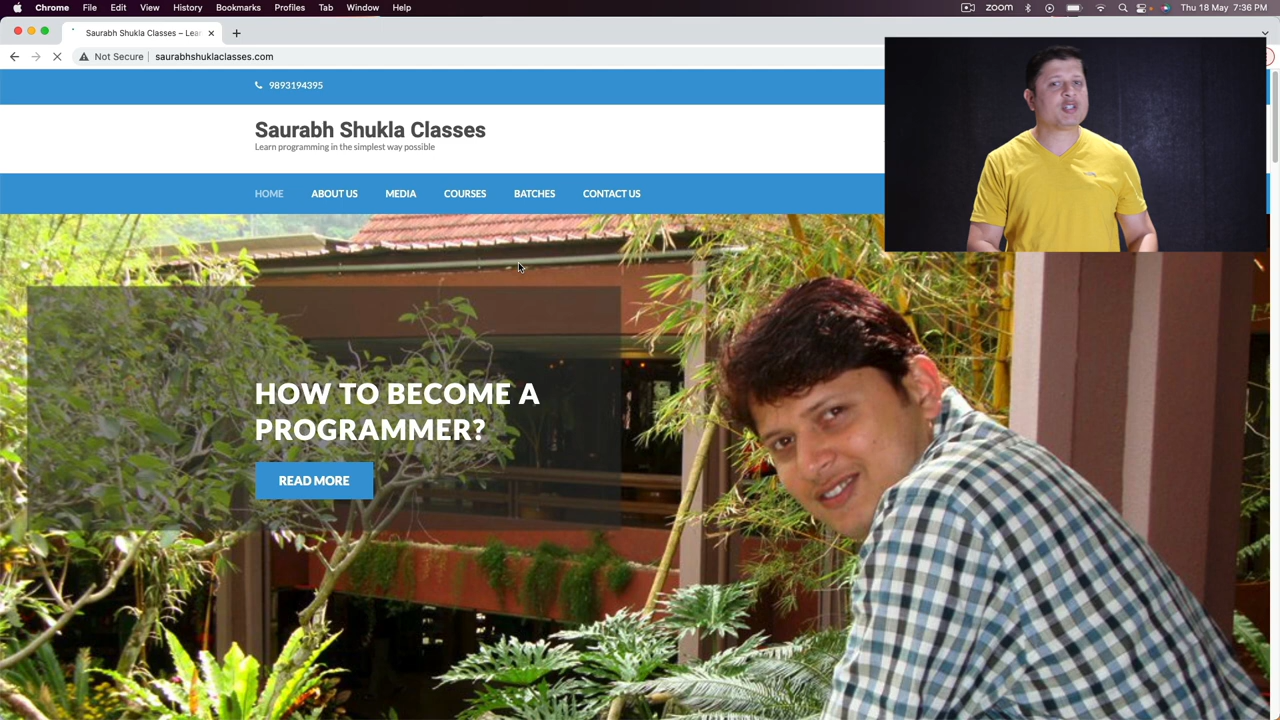 Chrome File Edit View History Bookmarks Profiles Tab Window Help zoom Thu 18 May 7:36 PM
Saurabh Shukla Classes – Lea
Not Secure saurabhshuklaclasses.com
9893194395
Saurabh Shukla Classes
Learn programming in the simplest way possible
HOME ABOUT US MEDIA COURSES BATCHES CONTACT US
HOW TO BECOME A
PROGRAMMER?
READ MORE